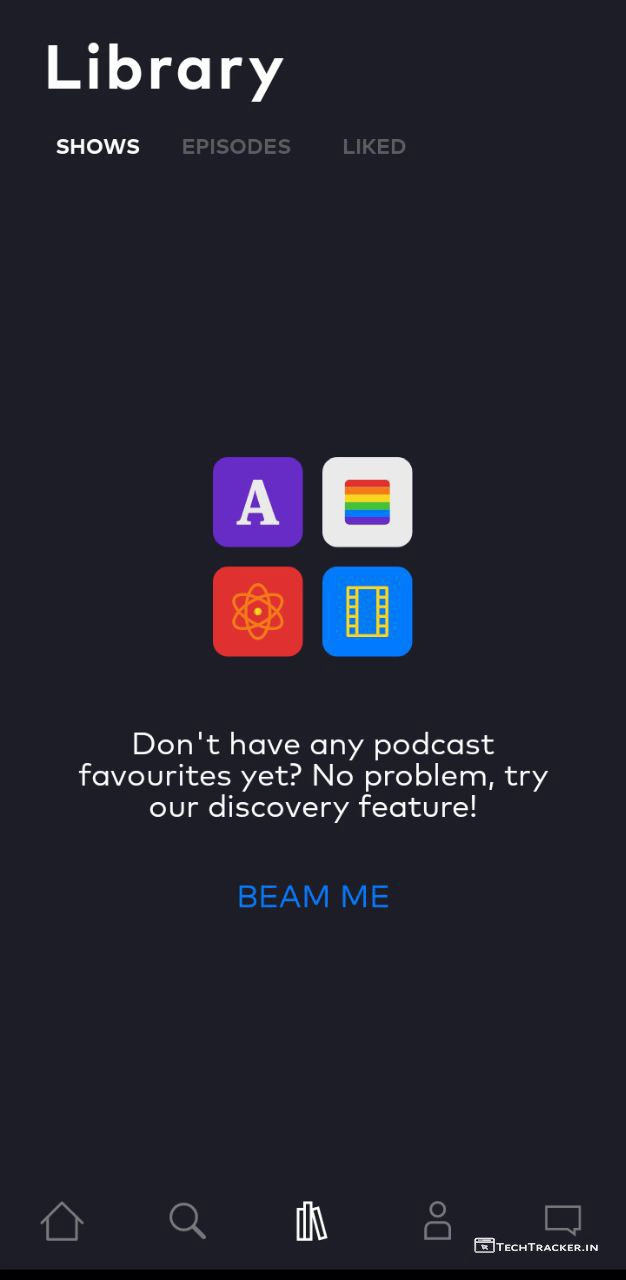 Library
SHOWS EPISODES LIKED
A
Don't have any podcast
favourites yet? No problem, try
our discovery feature!
BEAM ME
TECHTRACKER.IN